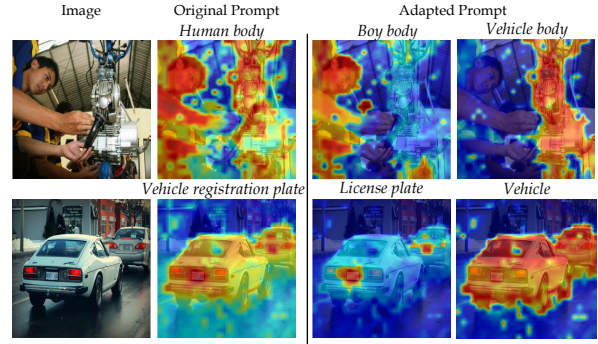 Image Original Prompt Adapted Prompt
Human body Boy body Vehicle body
Vehicle registration plate License plate Vehicle